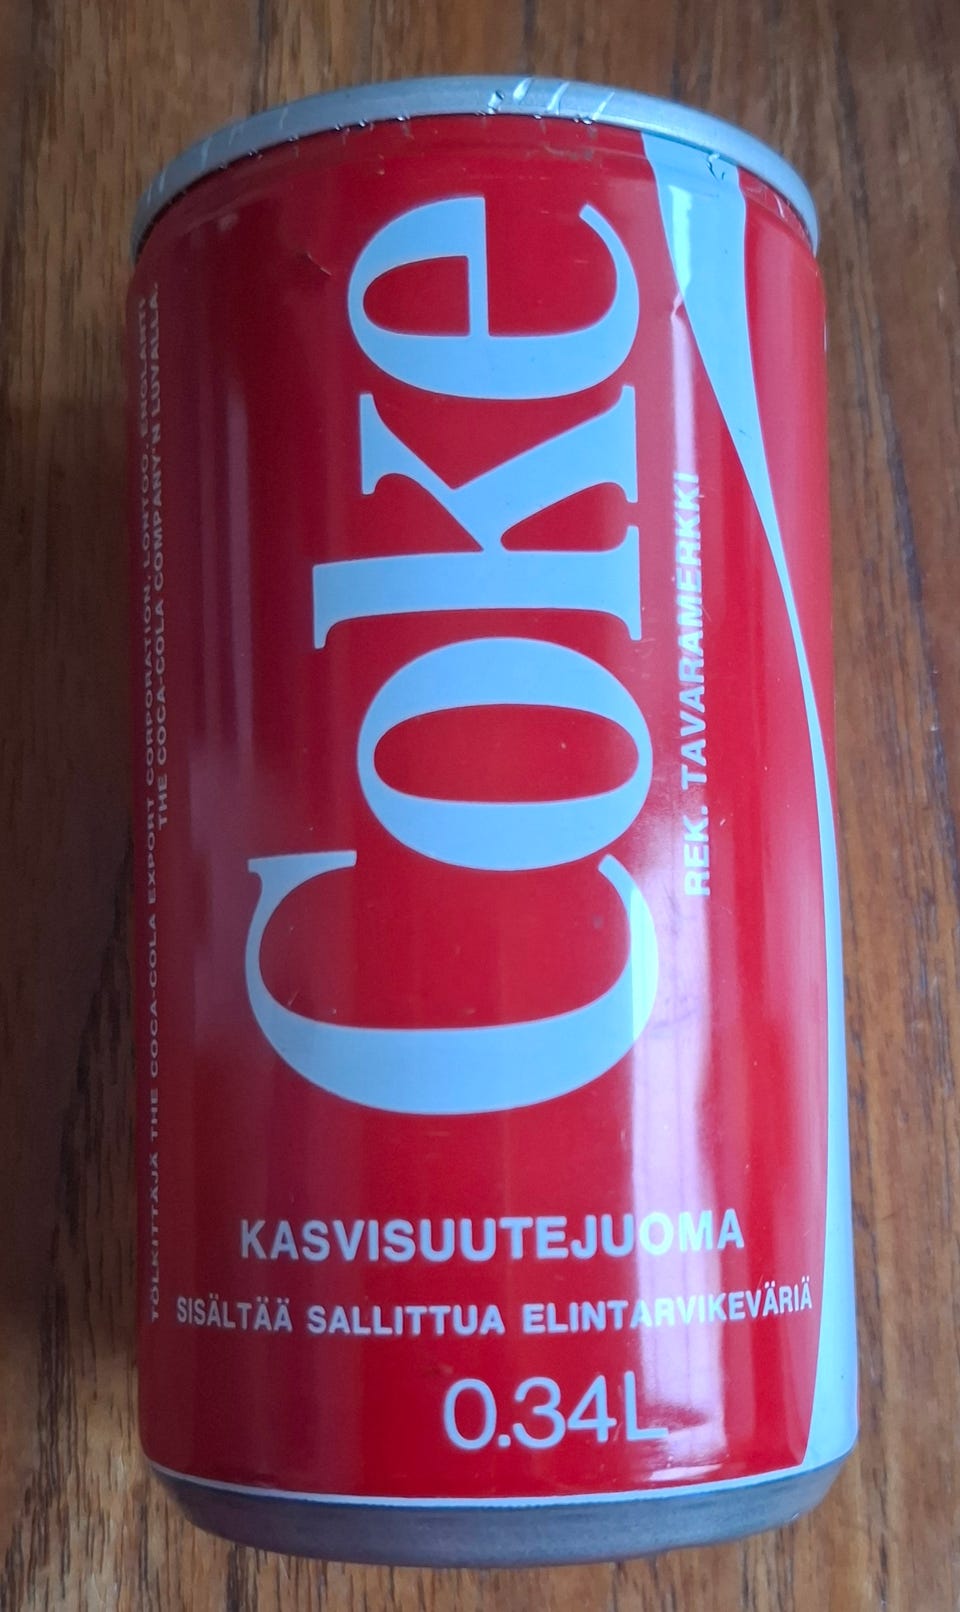 Coke
REK. TAVARAMERKKI
KASVISUUTEJUOMA
SISÄLTÄÄ SALLITTUA ELINTARVIKEVÄRIÄ
0.34L
TÖLKITTÄJÄ THE COCA-COLA EXPORT CORPORATION, LONTOO, ENGLANTI
THE COCA-COLA COMPANY'N LUVALLA.